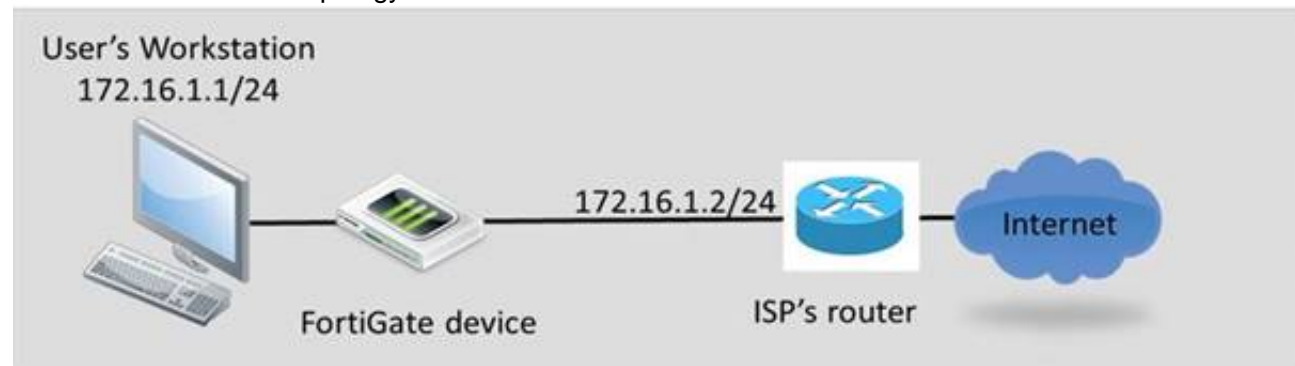 User's Workstation
172.16.1.1/24
172.16.1.2/24
Internet
FortiGate device
ISP's router